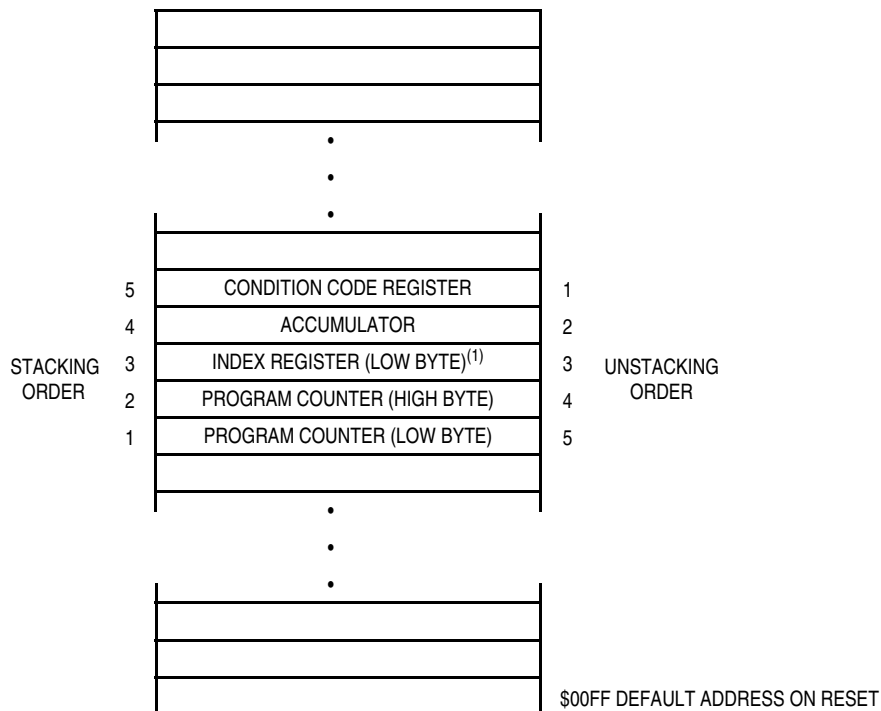 5 CONDITION CODE REGISTER 1
4 ACCUMULATOR 2
STACKING ORDER
3 INDEX REGISTER (LOW BYTE)(1) 3
UNSTACKING ORDER
2 PROGRAM COUNTER (HIGH BYTE) 4
1 PROGRAM COUNTER (LOW BYTE) 5
$00FF DEFAULT ADDRESS ON RESET